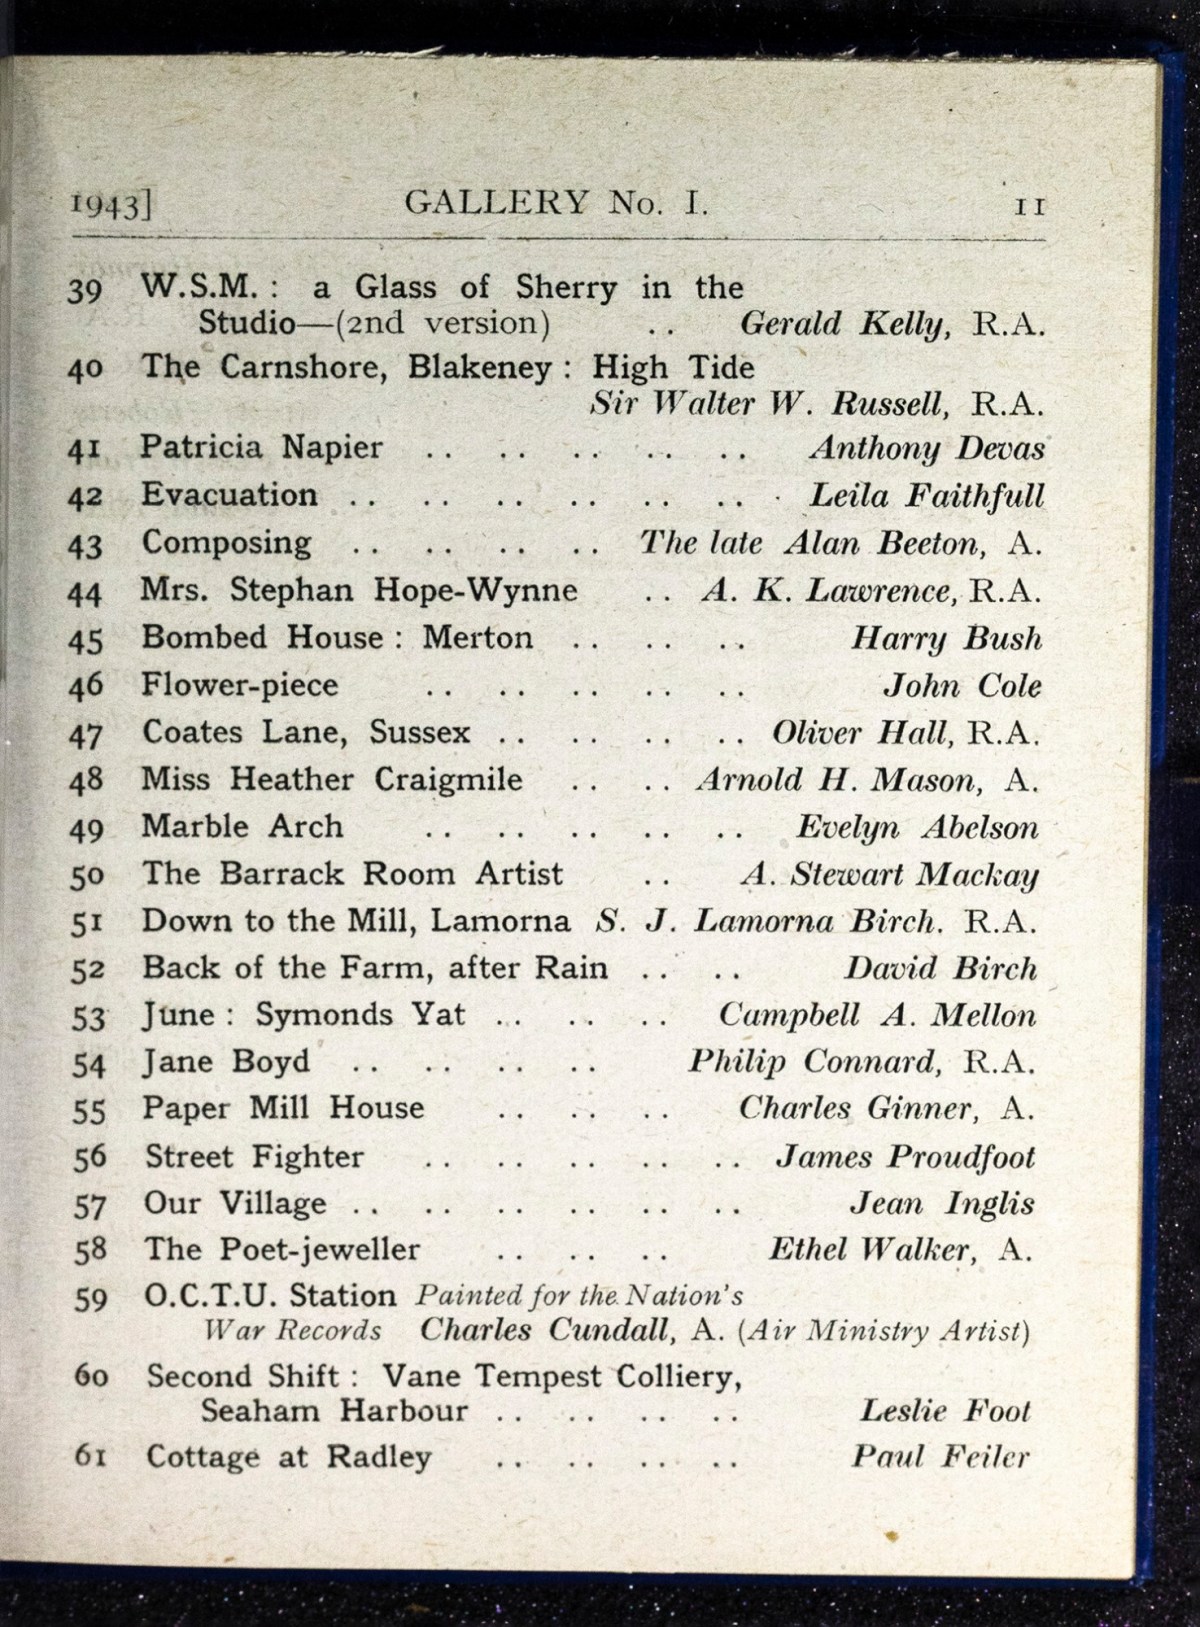 1943] GALLERY No. I. 11
39 W.S.M. : a Glass of Sherry in the
Studio—(2nd version) .. Gerald Kelly, R.A.
40 The Carnshore, Blakeney : High Tide
Sir Walter W. Russell, R.A.
41 Patricia Napier .. .. .. .. .. Anthony Devas
42 Evacuation .. .. .. .. .. .. Leila Faithfull
43 Composing .. .. .. .. The late Alan Beeton, A.
44 Mrs. Stephan Hope-Wynne .. A. K. Lawrence, R.A.
45 Bombed House : Merton .. .. .. Harry Bush
46 Flower-piece .. .. .. .. .. John Cole
47 Coates Lane, Sussex .. .. .. .. Oliver Hall, R.A.
48 Miss Heather Craigmile .. .. Arnold H. Mason, A.
49 Marble Arch .. .. .. .. .. Evelyn Abelson
50 The Barrack Room Artist .. A. Stewart Mackay
51 Down to the Mill, Lamorna S. J. Lamorna Birch. R.A.
52 Back of the Farm, after Rain .. .. David Birch
53 June : Symonds Yat .. .. .. Campbell A. Mellon
54 Jane Boyd .. .. .. .. Philip Connard, R.A.
55 Paper Mill House .. .. .. Charles Ginner, A.
56 Street Fighter .. .. .. .. .. James Proudfoot
57 Our Village .. .. .. .. .. .. Jean Inglis
58 The Poet-jeweller .. .. .. Ethel Walker, A.
59 O.C.T.U. Station Painted for the Nation's
War Records Charles Cundall, A. (Air Ministry Artist)
60 Second Shift : Vane Tempest Colliery,
Seaham Harbour .. .. .. .. Leslie Foot
61 Cottage at Radley .. .. .. .. Paul Feiler